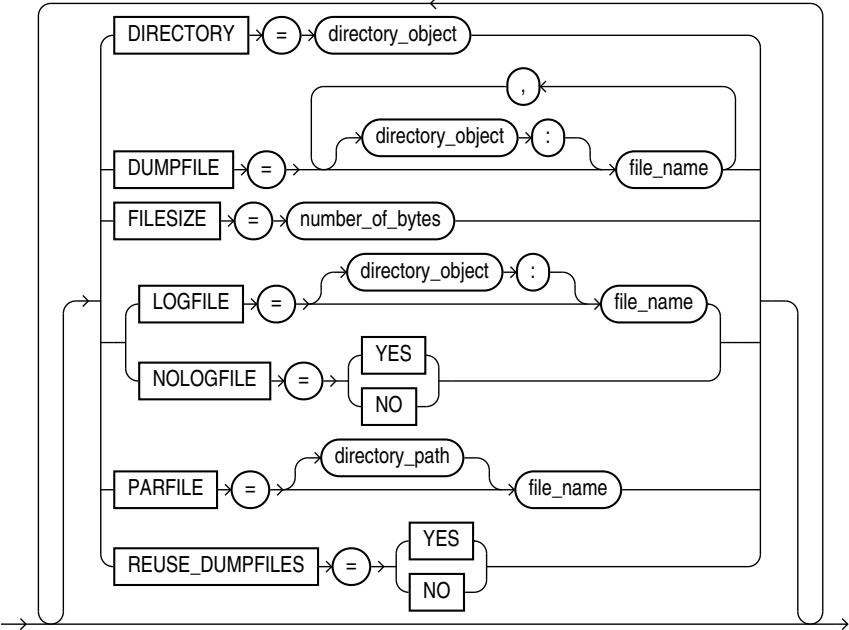 DIRECTORY = directory_object
,
directory_object :
DUMPFILE = file_name
FILESIZE = number_of_bytes
directory_object :
LOGFILE = file_name
YES
NOLOGFILE =
NO
directory_path
PARFILE = file_name
YES
REUSE_DUMPFILES =
NO